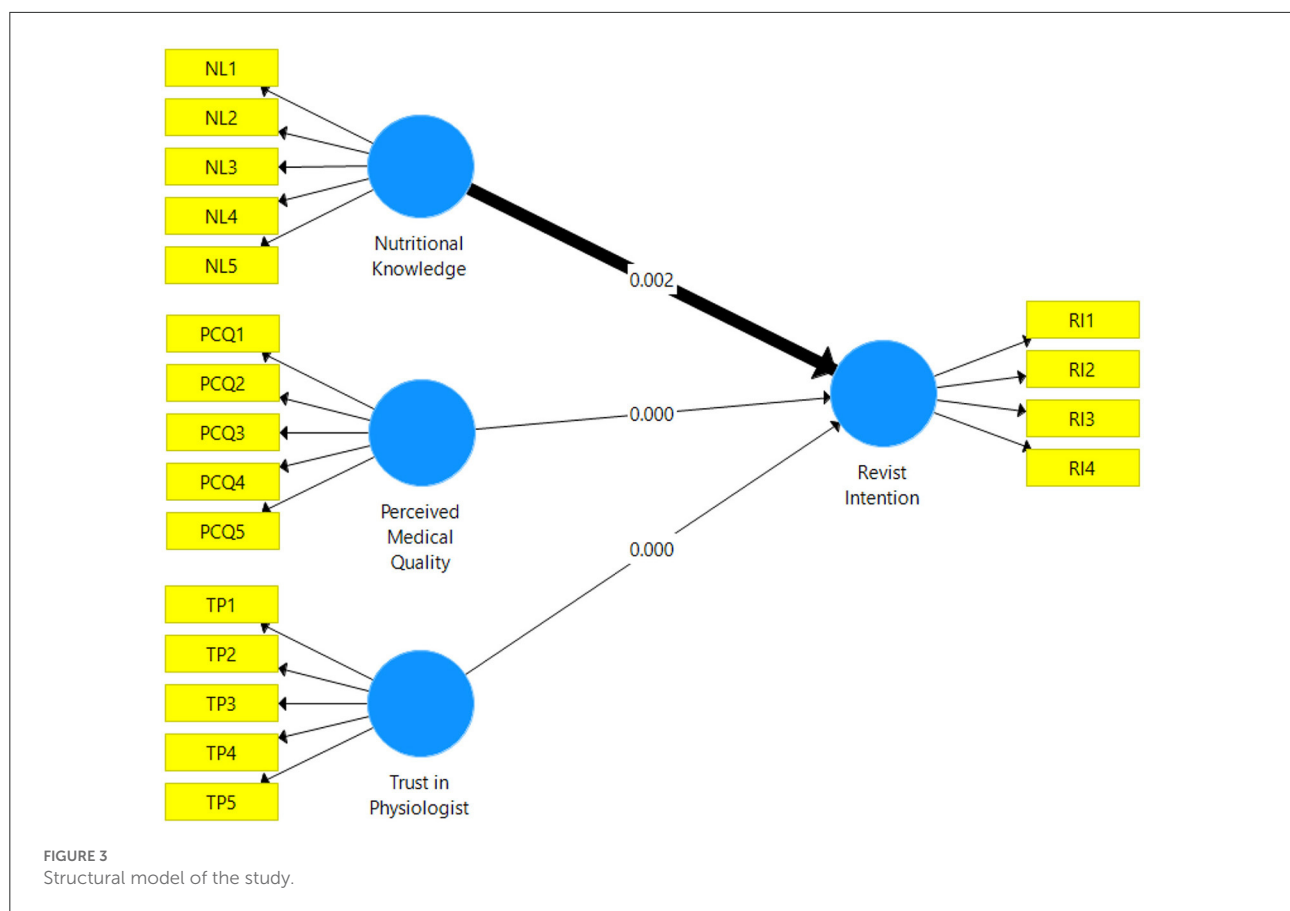 NL1
NL2
NL3
NL4
NL5
Nutritional
Knowledge
0.002
PCQ1
PCQ2
PCQ3
PCQ4
PCQ5
Perceived
Medical
Quality
0.000
TP1
TP2
TP3
TP4
TP5
Trust in
Physiologist
0.000
Revist
Intention
RI1
RI2
RI3
RI4
FIGURE 3
Structural model of the study.